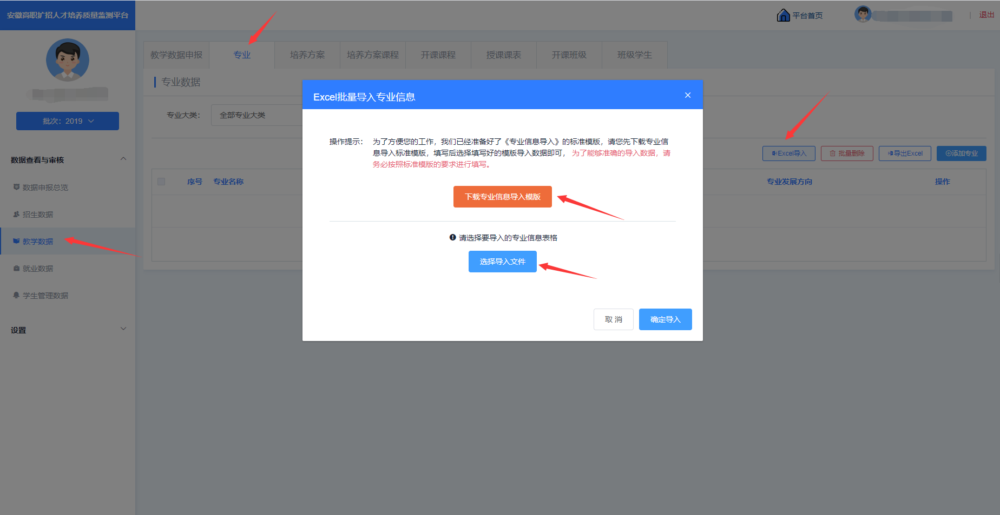 安徽高职扩招人才培养质量监测平台
平台首页
退出
批次：2019
数据查看与审核
数据申报总览
招生数据
教学数据
就业数据
学生管理数据
设置
教学数据申报
专业
培养方案
培养方案课程
开课课程
授课课表
开课班级
班级学生
专业数据
专业大类：
全部专业大类
Excel导入
批量删除
导出Excel
添加专业
序号
专业名称
专业发展方向
操作
Excel批量导入专业信息
操作提示：
为了方便您的工作，我们已经准备好了《专业信息导入》的标准模版，请您先下载专业信
息导入标准模版，填写后选择填写好的模版导入数据即可， 为了能够准确的导入数据，请
务必按照标准模版的要求进行填写。
下载专业信息导入模版
请选择要导入的专业信息表格
选择导入文件
取 消
确定导入